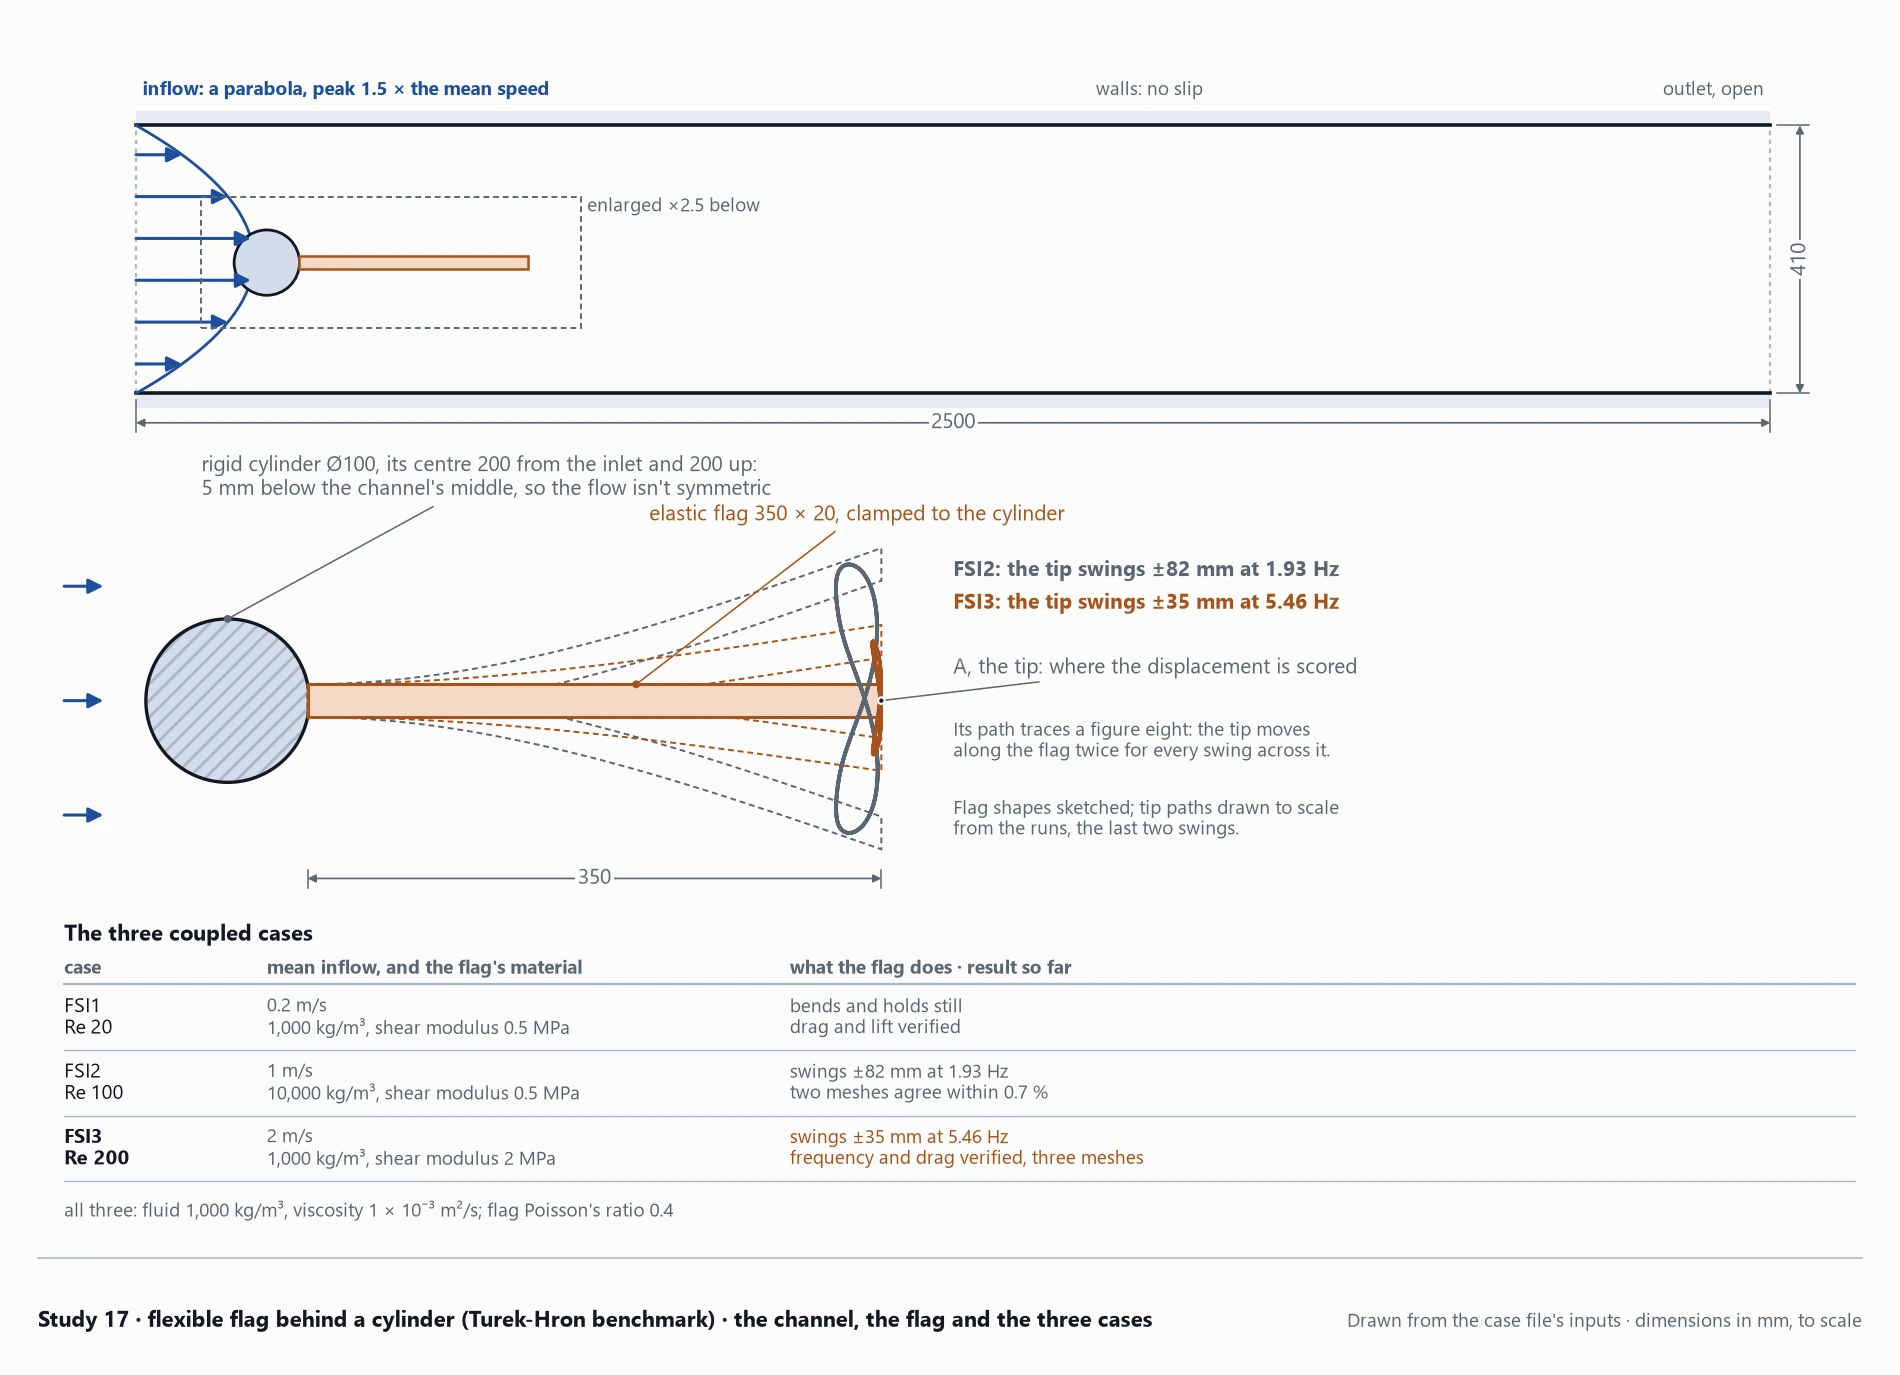 inflow: a parabola, peak 1.5 × the mean speed
walls: no slip
outlet, open
enlarged ×2.5 below
410
2500
rigid cylinder Ø100, its centre 200 from the inlet and 200 up:
5 mm below the channel's middle, so the flow isn't symmetric
elastic flag 350 × 20, clamped to the cylinder
FSI2: the tip swings ±82 mm at 1.93 Hz
FSI3: the tip swings ±35 mm at 5.46 Hz
A, the tip: where the displacement is scored
Its path traces a figure eight: the tip moves
along the flag twice for every swing across it.
Flag shapes sketched; tip paths drawn to scale
from the runs, the last two swings.
350
The three coupled cases
case mean inflow, and the flag's material what the flag does · result so far
FSI1 0.2 m/s bends and holds still
Re 20 1,000 kg/m³, shear modulus 0.5 MPa drag and lift verified
FSI2 1 m/s swings ±82 mm at 1.93 Hz
Re 100 10,000 kg/m³, shear modulus 0.5 MPa two meshes agree within 0.7 %
FSI3 2 m/s swings ±35 mm at 5.46 Hz
Re 200 1,000 kg/m³, shear modulus 2 MPa frequency and drag verified, three meshes
all three: fluid 1,000 kg/m³, viscosity 1 × 10⁻³ m²/s; flag Poisson's ratio 0.4
Study 17 · flexible flag behind a cylinder (Turek-Hron benchmark) · the channel, the flag and the three cases
Drawn from the case file's inputs · dimensions in mm, to scale